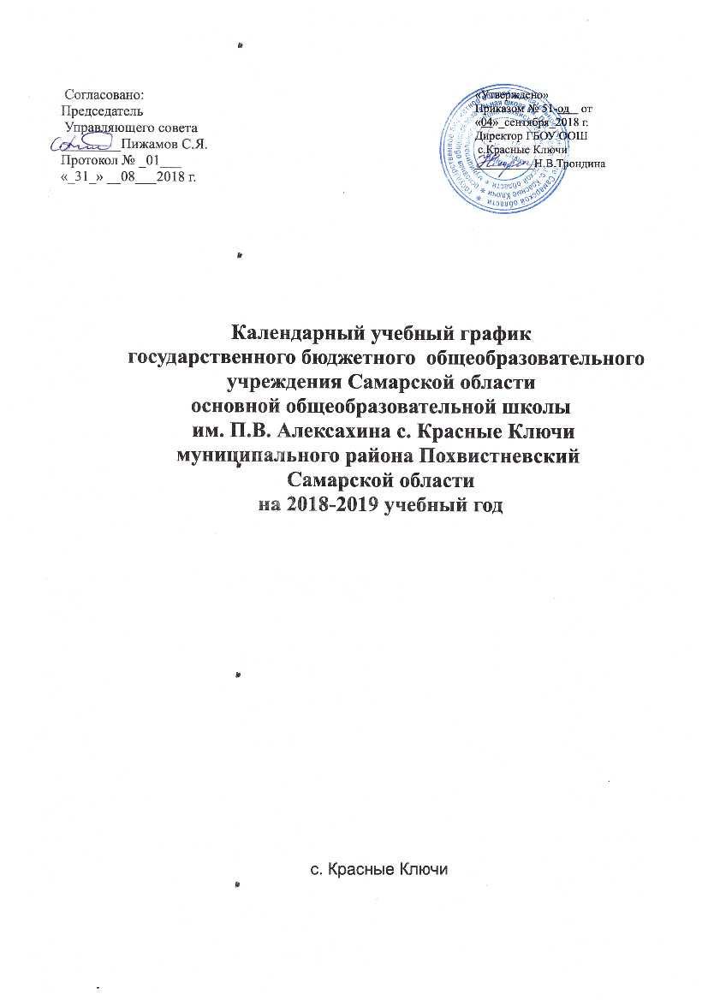 Согласовано:
Председатель
Управляющего совета
________Пижамов С.Я.
Протокол № _01___
«_31_» __08___2018 г.
«Утверждено»
Приказом № 51-од__ от
«04»_сентября_2018 г.
Директор ГБОУ ООШ
с.Красные Ключи
Н.В.Трондина
Календарный учебный график
государственного бюджетного общеобразовательного
учреждения Самарской области
основной общеобразовательной школы
им. П.В. Алексахина с. Красные Ключи
муниципального района Похвистневский
Самарской области
на 2018-2019 учебный год
с. Красные Ключи